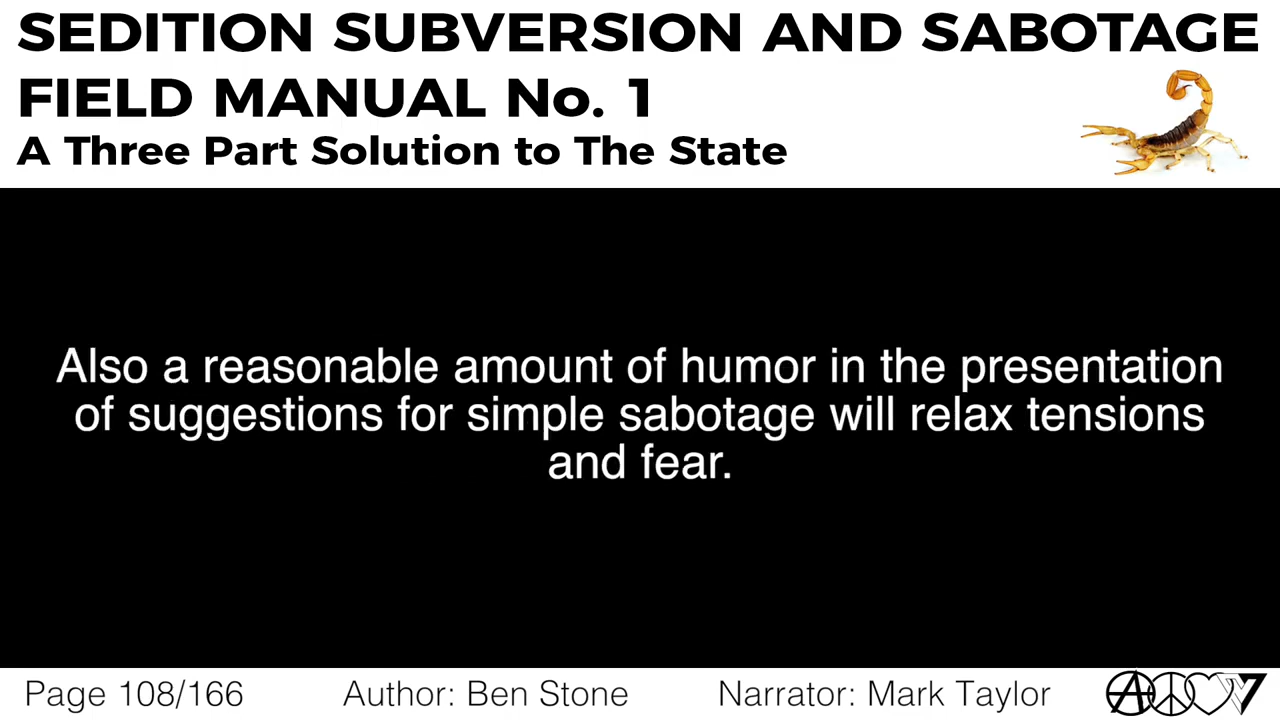 SEDITION SUBVERSION AND SABOTAGE
FIELD MANUAL No. 1
A Three Part Solution to The State
Also a reasonable amount of humor in the presentation
of suggestions for simple sabotage will relax tensions
and fear.
Page 108/166 Author: Ben Stone Narrator: Mark Taylor